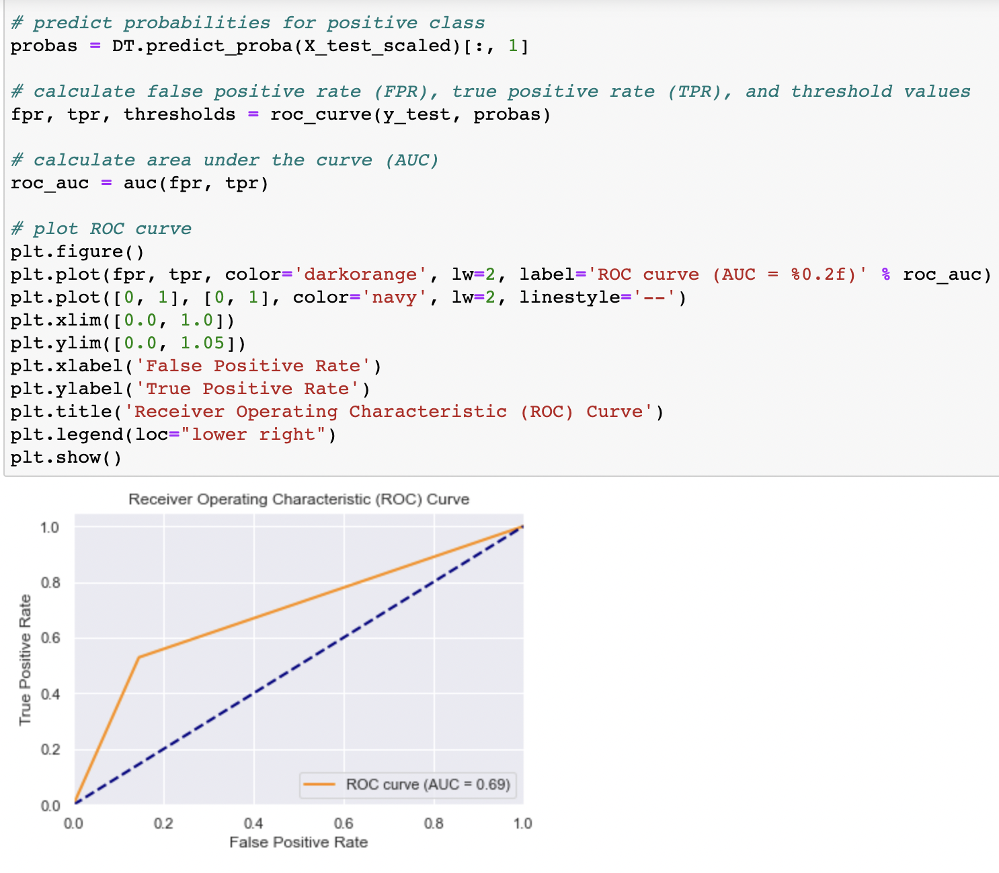 # predict probabilities for positive class
probas = DT.predict_proba(X_test_scaled)[:, 1]
# calculate false positive rate (FPR), true positive rate (TPR), and threshold values
fpr, tpr, thresholds = roc_curve(y_test, probas)
# calculate area under the curve (AUC)
roc_auc = auc(fpr, tpr)
# plot ROC curve
plt.figure()
plt.plot(fpr, tpr, color='darkorange', lw=2, label='ROC curve (AUC = %0.2f)' % roc_auc)
plt.plot([0, 1], [0, 1], color='navy', lw=2, linestyle='--')
plt.xlim([0.0, 1.0])
plt.ylim([0.0, 1.05])
plt.xlabel('False Positive Rate')
plt.ylabel('True Positive Rate')
plt.title('Receiver Operating Characteristic (ROC) Curve')
plt.legend(loc="lower right")
plt.show()
Receiver Operating Characteristic (ROC) Curve
True Positive Rate
1.0
0.8
0.6
0.4
0.2
0.0
ROC curve (AUC = 0.69)
0.0 0.2 0.4 0.6 0.8 1.0
False Positive Rate